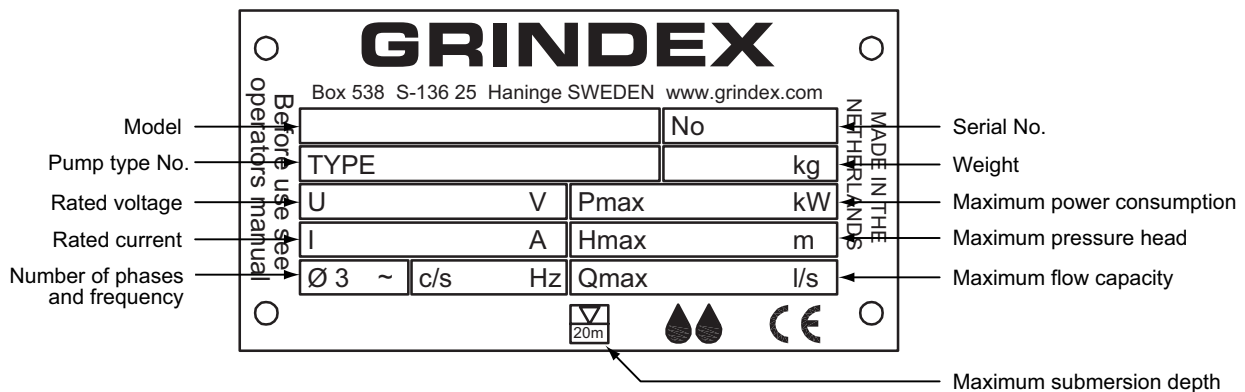 GRINDEX
Box 538 S-136 25 Haninge SWEDEN www.grindex.com
Before use see
operators manual
MADE IN THE
NETHERLANDS
Model
No
Serial No.
Pump type No.
TYPE
kg
Weight
Rated voltage
U V
Pmax kW
Maximum power consumption
Rated current
I A
Hmax m
Maximum pressure head
Number of phases
and frequency
Ø 3 ~
c/s Hz
Qmax l/s
Maximum flow capacity
20m
CE
Maximum submersion depth